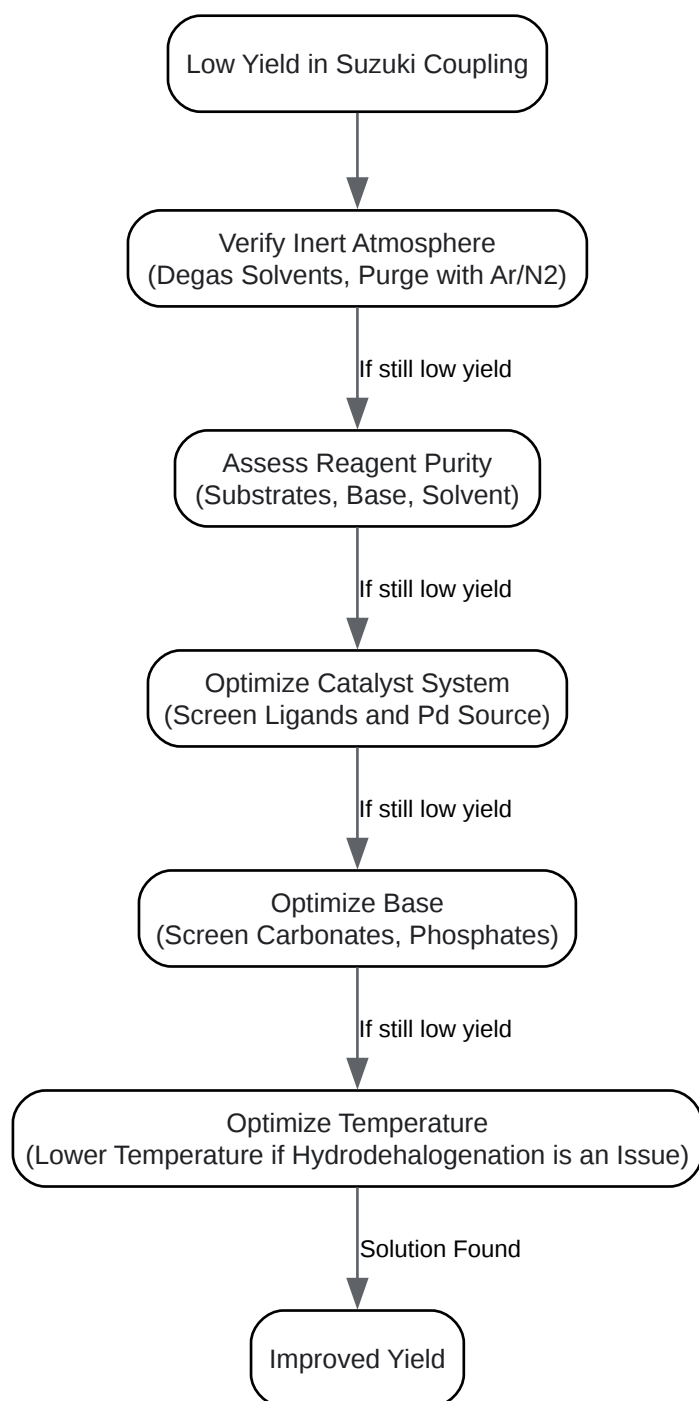 Low Yield in Suzuki Coupling
Verify Inert Atmosphere
(Degas Solvents, Purge with Ar/N2)
If still low yield
Assess Reagent Purity
(Substrates, Base, Solvent)
If still low yield
Optimize Catalyst System
(Screen Ligands and Pd Source)
If still low yield
Optimize Base
(Screen Carbonates, Phosphates)
If still low yield
Optimize Temperature
(Lower Temperature if Hydrodehalogenation is an Issue)
Solution Found
Improved Yield